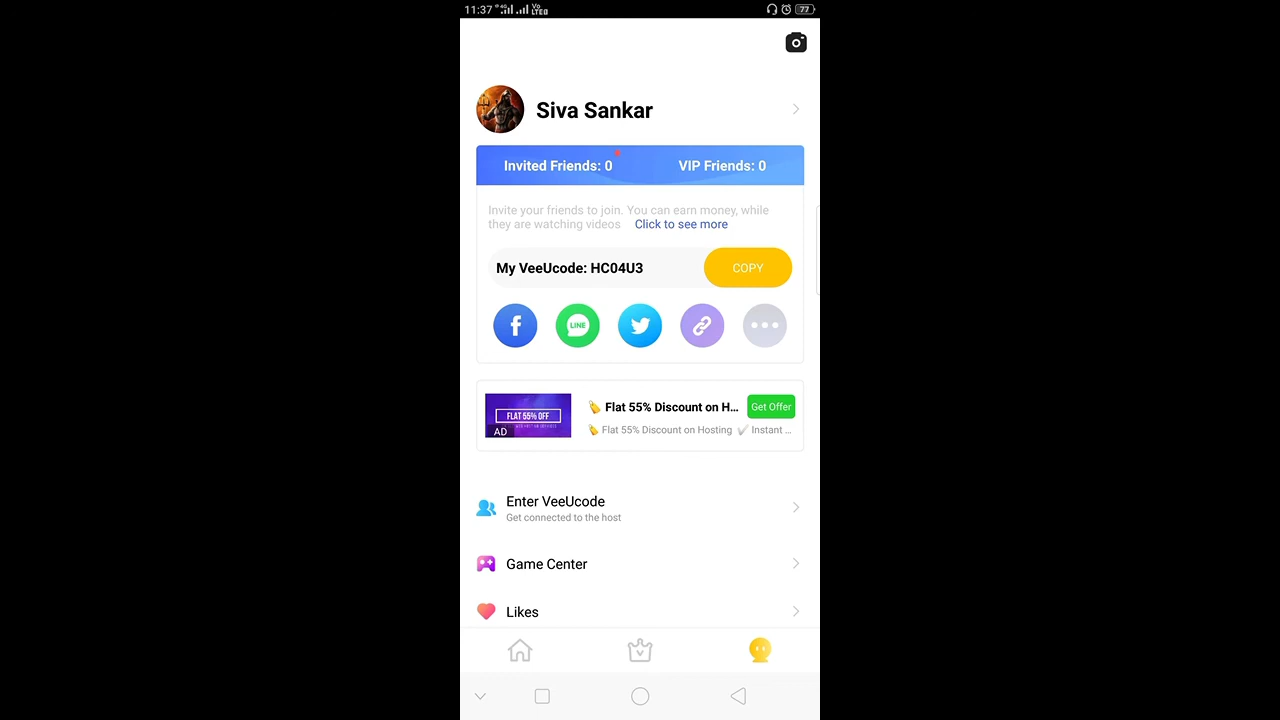 11:37
77
Siva Sankar
Invited Friends: 0 VIP Friends: 0
Invite your friends to join. You can earn money, while
they are watching videos Click to see more
My VeeUcode: HC04U3 COPY
LINE
FLAT 55% OFF
AD
Flat 55% Discount on H... Get Offer
Flat 55% Discount on Hosting Instant ...
Enter VeeUcode
Get connected to the host
Game Center
Likes